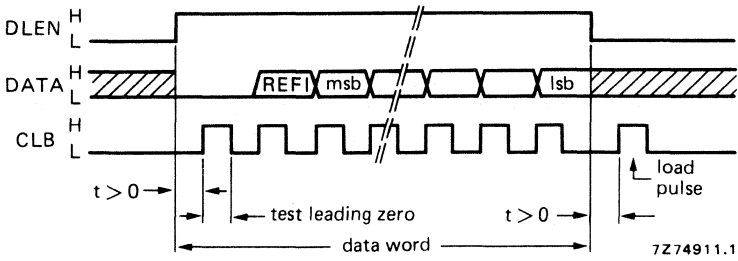 H
DLEN
L
H
DATA
L
REFI msb lsb
H
CLB
L
t > 0
test leading zero
t > 0
load
pulse
data word
7Z74911.1